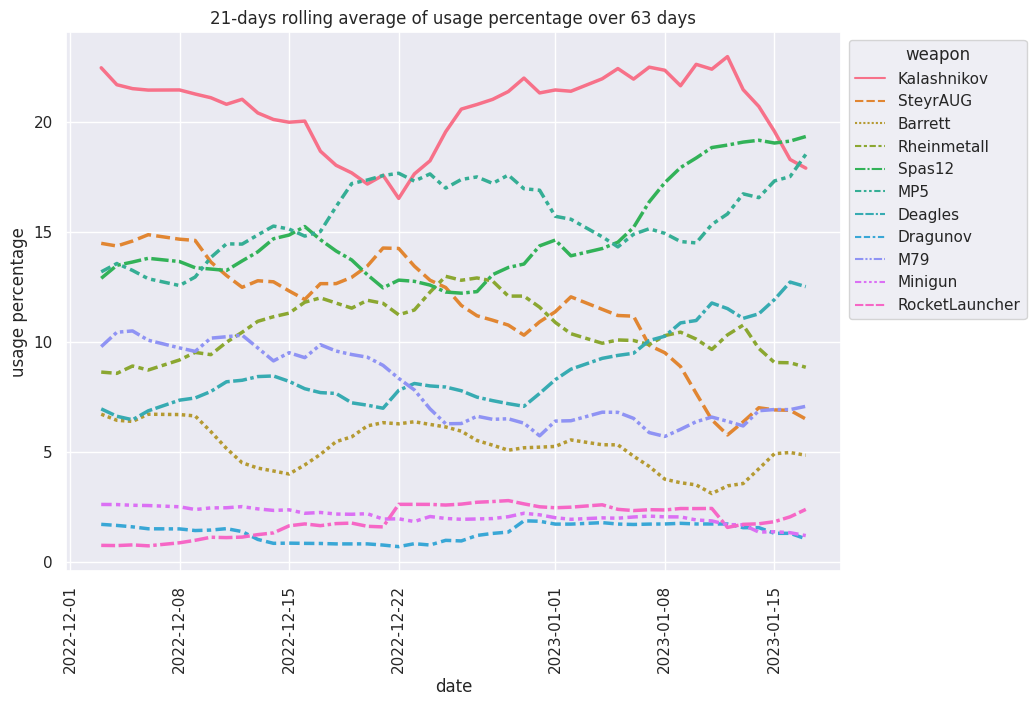 21-days rolling average of usage percentage over 63 days
weapon
Kalashnikov
SteyrAUG
Barrett
Rheinmetall
Spas12
MP5
Deagles
Dragunov
M79
Minigun
RocketLauncher
usage percentage
20
15
10
5
0
2022-12-01
2022-12-08
2022-12-15
2022-12-22
2023-01-01
2023-01-08
2023-01-15
date